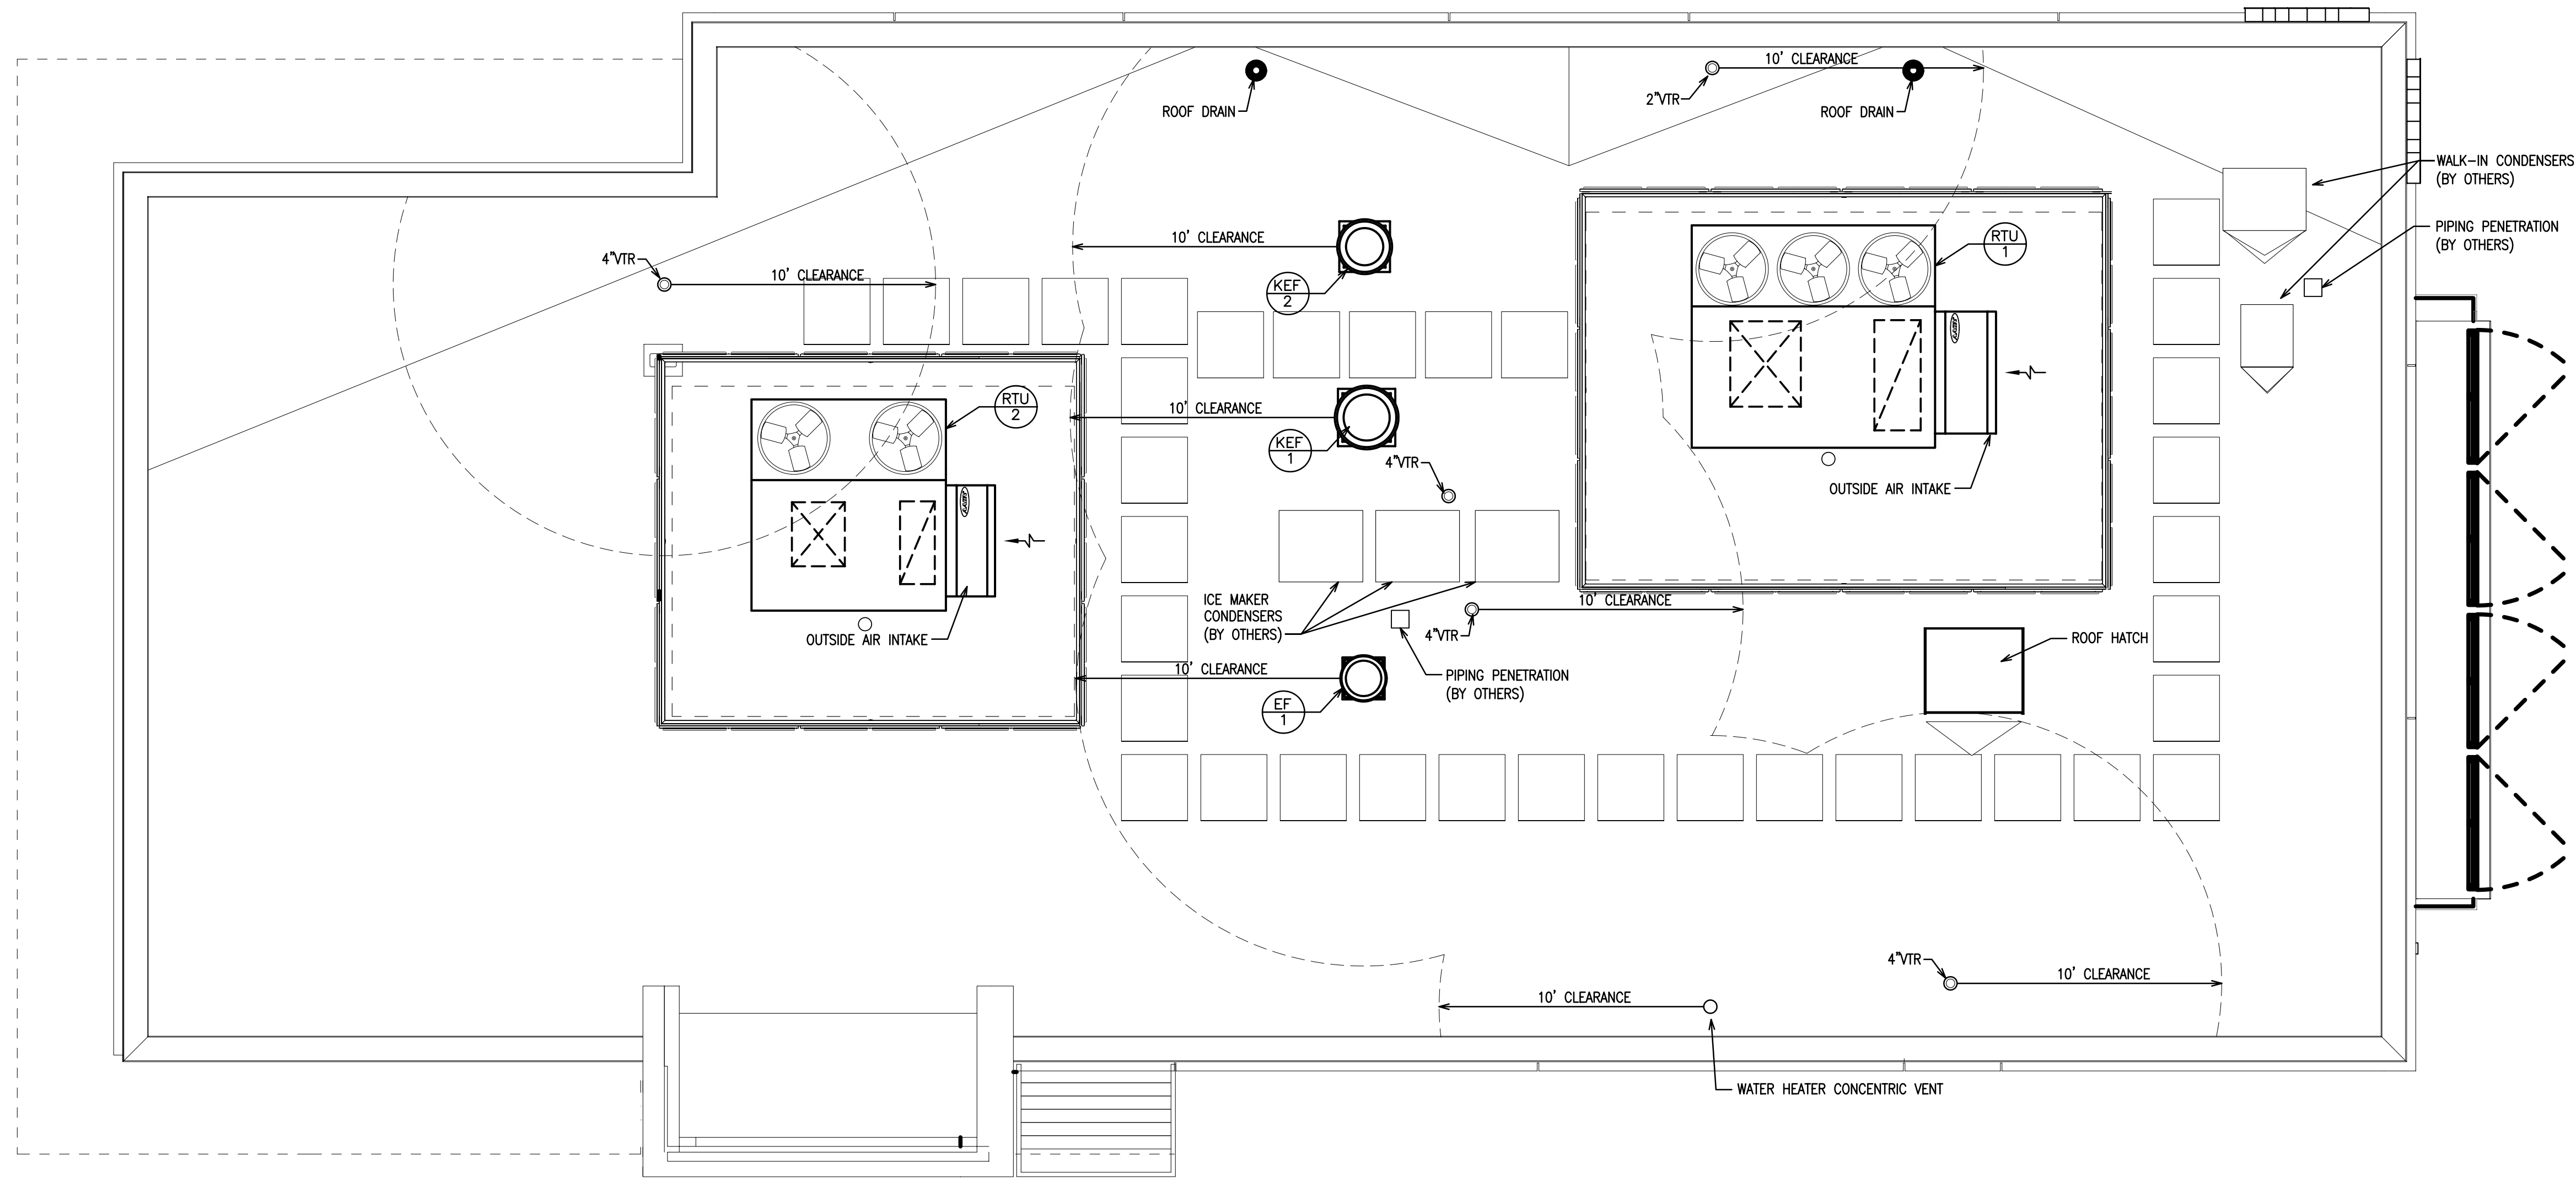 10' CLEARANCE
2"VTR
ROOF DRAIN
ROOF DRAIN
WALK-IN CONDENSERS
(BY OTHERS)
PIPING PENETRATION
(BY OTHERS)
10' CLEARANCE
RTU
1
4"VTR
10' CLEARANCE
KEF
2
RTU
2
10' CLEARANCE
KEF
1
4"VTR
OUTSIDE AIR INTAKE
ICE MAKER
CONDENSERS
(BY OTHERS)
10' CLEARANCE
4"VTR
OUTSIDE AIR INTAKE
ROOF HATCH
10' CLEARANCE
PIPING PENETRATION
(BY OTHERS)
EF
1
4"VTR
10' CLEARANCE
10' CLEARANCE
WATER HEATER CONCENTRIC VENT